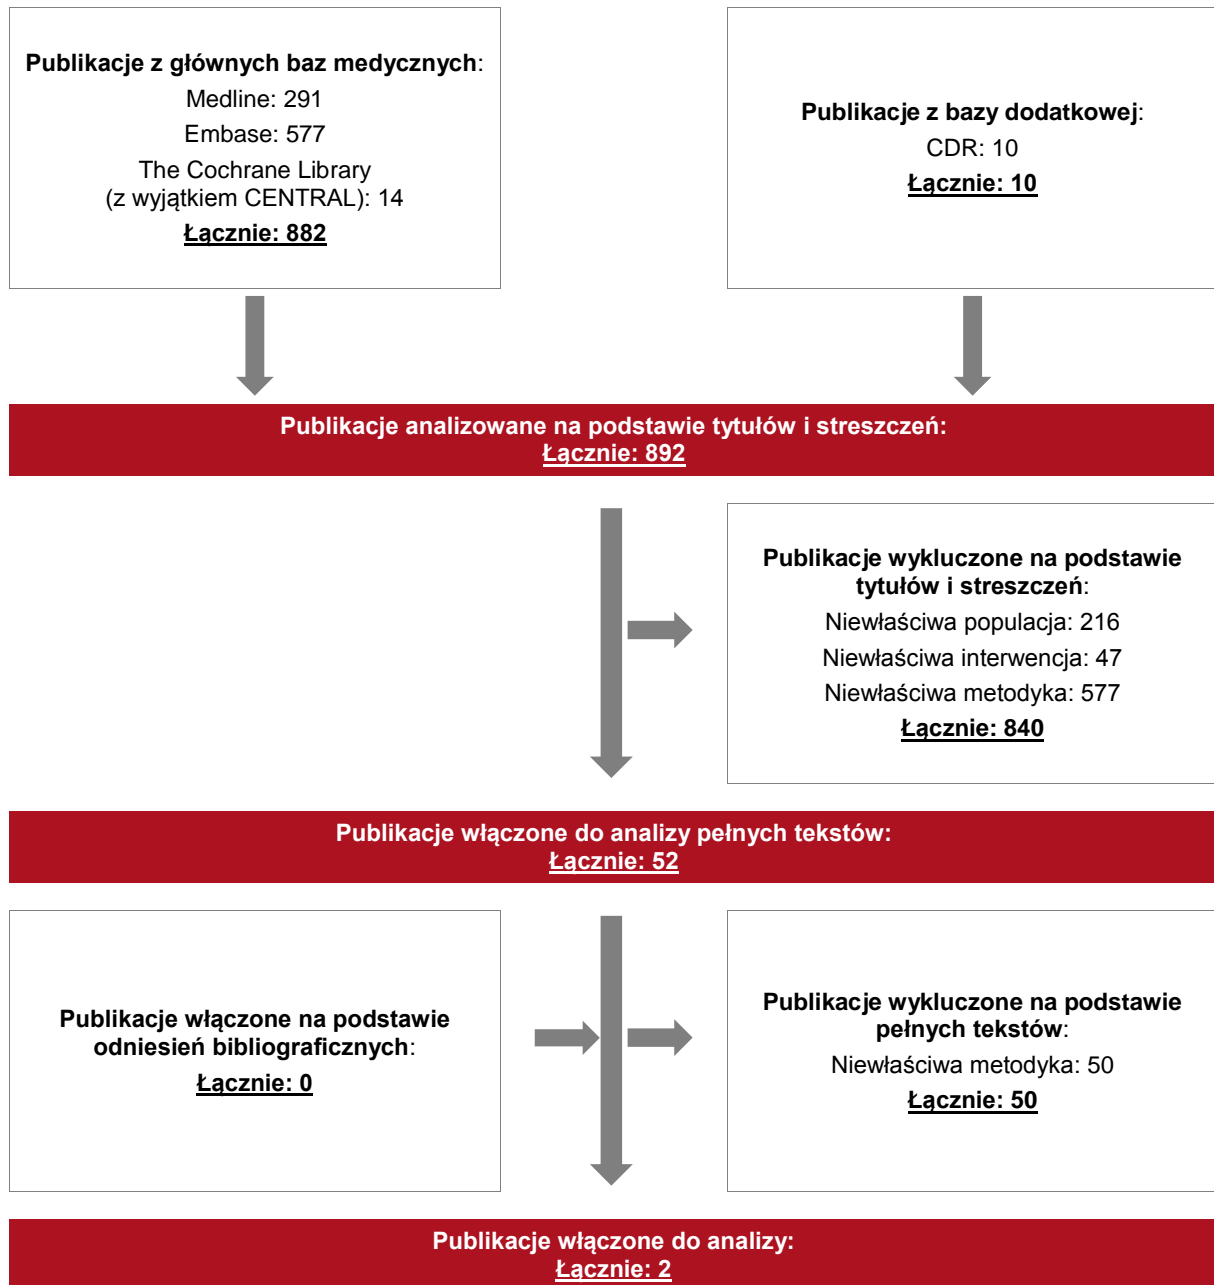 Publikacje z głównych baz medycznych:
Medline: 291
Embase: 577
The Cochrane Library
(z wyjątkiem CENTRAL): 14
Łącznie: 882
Publikacje z bazy dodatkowej:
CDR: 10
Łącznie: 10
Publikacje analizowane na podstawie tytułów i streszczeń:
Łącznie: 892
Publikacje wykluczone na podstawie
tytułów i streszczeń:
Niewłaściwa populacja: 216
Niewłaściwa interwencja: 47
Niewłaściwa metodyka: 577
Łącznie: 840
Publikacje włączone do analizy pełnych tekstów:
Łącznie: 52
Publikacje włączone na podstawie
odniesień bibliograficznych:
Łącznie: 0
Publikacje wykluczone na podstawie
pełnych tekstów:
Niewłaściwa metodyka: 50
Łącznie: 50
Publikacje włączone do analizy:
Łącznie: 2